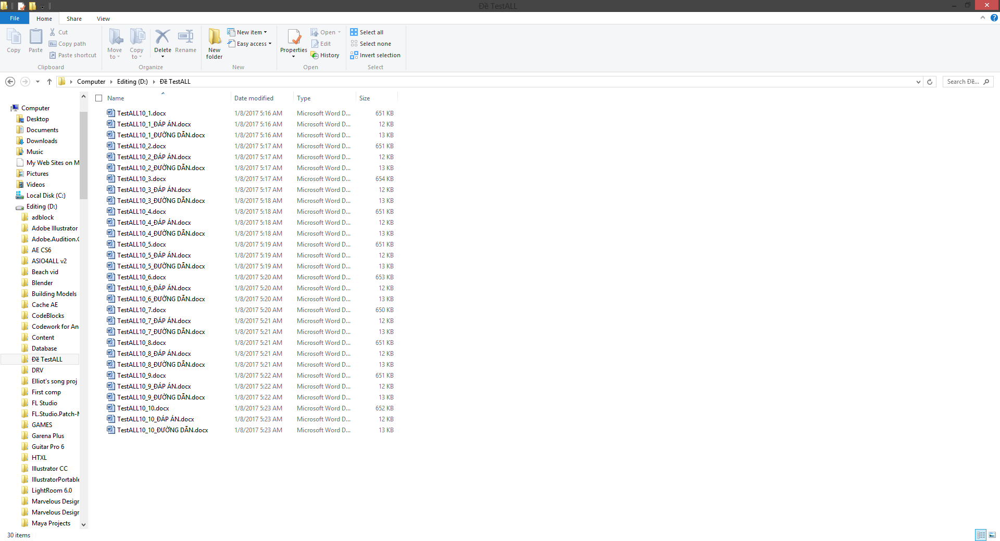 Đề TestALL
File Home Share View
Copy
Paste
Cut
Copy path
Paste shortcut
Clipboard
Move to
Copy to
Delete
Rename
Organize
New folder
New item
Easy access
New
Properties
Open
Edit
History
Open
Select all
Select none
Invert selection
Select
Computer Editing (D:) Đề TestALL
Search Đề...
Computer
Desktop
Documents
Downloads
Music
My Web Sites on M
Pictures
Videos
Local Disk (C:)
Editing (D:)
adblock
Adobe Illustrator
Adobe.Audition.C
AE CS6
ASIO4ALL v2
Beach vid
Blender
Building Models
Cache AE
CodeBlocks
Codework for An
Content
Database
Đề TestALL
DRV
Elliot's song proj
First comp
FL Studio
FL.Studio.Patch-M
GAMES
Garena Plus
Guitar Pro 6
HTXL
Illustrator CC
IllustratorPortable
LightRoom 6.0
Marvelous Design
Marvelous Design
Maya Projects
Name Date modified Type Size
TestALL10_1.docx 1/8/2017 5:16 AM Microsoft Word D... 651 KB
TestALL10_1_ĐÁP ÁN.docx 1/8/2017 5:16 AM Microsoft Word D... 12 KB
TestALL10_1_ĐƯỜNG DẪN.docx 1/8/2017 5:16 AM Microsoft Word D... 13 KB
TestALL10_2.docx 1/8/2017 5:17 AM Microsoft Word D... 651 KB
TestALL10_2_ĐÁP ÁN.docx 1/8/2017 5:17 AM Microsoft Word D... 12 KB
TestALL10_2_ĐƯỜNG DẪN.docx 1/8/2017 5:17 AM Microsoft Word D... 13 KB
TestALL10_3.docx 1/8/2017 5:17 AM Microsoft Word D... 654 KB
TestALL10_3_ĐÁP ÁN.docx 1/8/2017 5:17 AM Microsoft Word D... 12 KB
TestALL10_3_ĐƯỜNG DẪN.docx 1/8/2017 5:18 AM Microsoft Word D... 13 KB
TestALL10_4.docx 1/8/2017 5:18 AM Microsoft Word D... 651 KB
TestALL10_4_ĐÁP ÁN.docx 1/8/2017 5:18 AM Microsoft Word D... 12 KB
TestALL10_4_ĐƯỜNG DẪN.docx 1/8/2017 5:18 AM Microsoft Word D... 13 KB
TestALL10_5.docx 1/8/2017 5:19 AM Microsoft Word D... 651 KB
TestALL10_5_ĐÁP ÁN.docx 1/8/2017 5:19 AM Microsoft Word D... 12 KB
TestALL10_5_ĐƯỜNG DẪN.docx 1/8/2017 5:19 AM Microsoft Word D... 13 KB
TestALL10_6.docx 1/8/2017 5:20 AM Microsoft Word D... 653 KB
TestALL10_6_ĐÁP ÁN.docx 1/8/2017 5:20 AM Microsoft Word D... 12 KB
TestALL10_6_ĐƯỜNG DẪN.docx 1/8/2017 5:20 AM Microsoft Word D... 13 KB
TestALL10_7.docx 1/8/2017 5:20 AM Microsoft Word D... 650 KB
TestALL10_7_ĐÁP ÁN.docx 1/8/2017 5:21 AM Microsoft Word D... 12 KB
TestALL10_7_ĐƯỜNG DẪN.docx 1/8/2017 5:21 AM Microsoft Word D... 13 KB
TestALL10_8.docx 1/8/2017 5:21 AM Microsoft Word D... 651 KB
TestALL10_8_ĐÁP ÁN.docx 1/8/2017 5:21 AM Microsoft Word D... 12 KB
TestALL10_8_ĐƯỜNG DẪN.docx 1/8/2017 5:21 AM Microsoft Word D... 13 KB
TestALL10_9.docx 1/8/2017 5:22 AM Microsoft Word D... 651 KB
TestALL10_9_ĐÁP ÁN.docx 1/8/2017 5:22 AM Microsoft Word D... 12 KB
TestALL10_9_ĐƯỜNG DẪN.docx 1/8/2017 5:22 AM Microsoft Word D... 13 KB
TestALL10_10.docx 1/8/2017 5:23 AM Microsoft Word D... 652 KB
TestALL10_10_ĐÁP ÁN.docx 1/8/2017 5:23 AM Microsoft Word D... 12 KB
TestALL10_10_ĐƯỜNG DẪN.docx 1/8/2017 5:23 AM Microsoft Word D... 13 KB
30 items